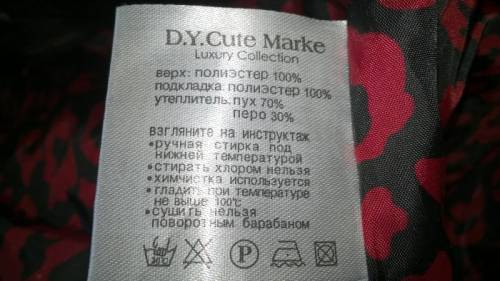 D.Y.Cute Marke
Luxury Collection
верх: полиэстер 100%
подкладка: полиэстер 100%
утеплитель: пух 70%
перо 30%
взгляните на инструктаж
•ручная стирка под
нижней температурой
•стирать хлором нельзя
•химчистка используется
•гладить при температуре
не выше 100℃
•сушить нельзя
поворотным барабаном
30℃ P